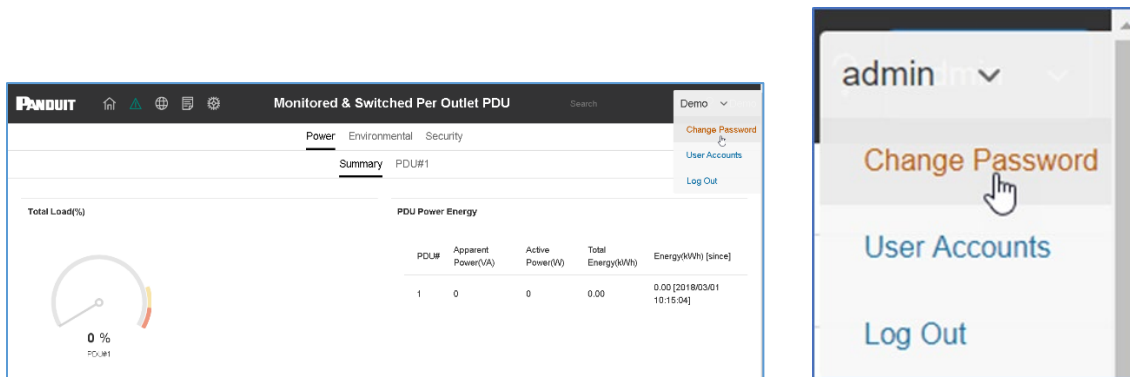 PANDUIT
Monitored & Switched Per Outlet PDU
Search
Demo
Power Environmental Security
Change Password
User Accounts
Log Out
Summary PDU#1
Total Load(%)
0 %
PDU#1
PDU Power Energy
PDU# Apparent Power(VA) Active Power(W) Total Energy(kWh) Energy(kWh) [since]
1 0 0 0.00 0.00 [2018/03/01 10:15:04]
admin
Change Password
User Accounts
Log Out